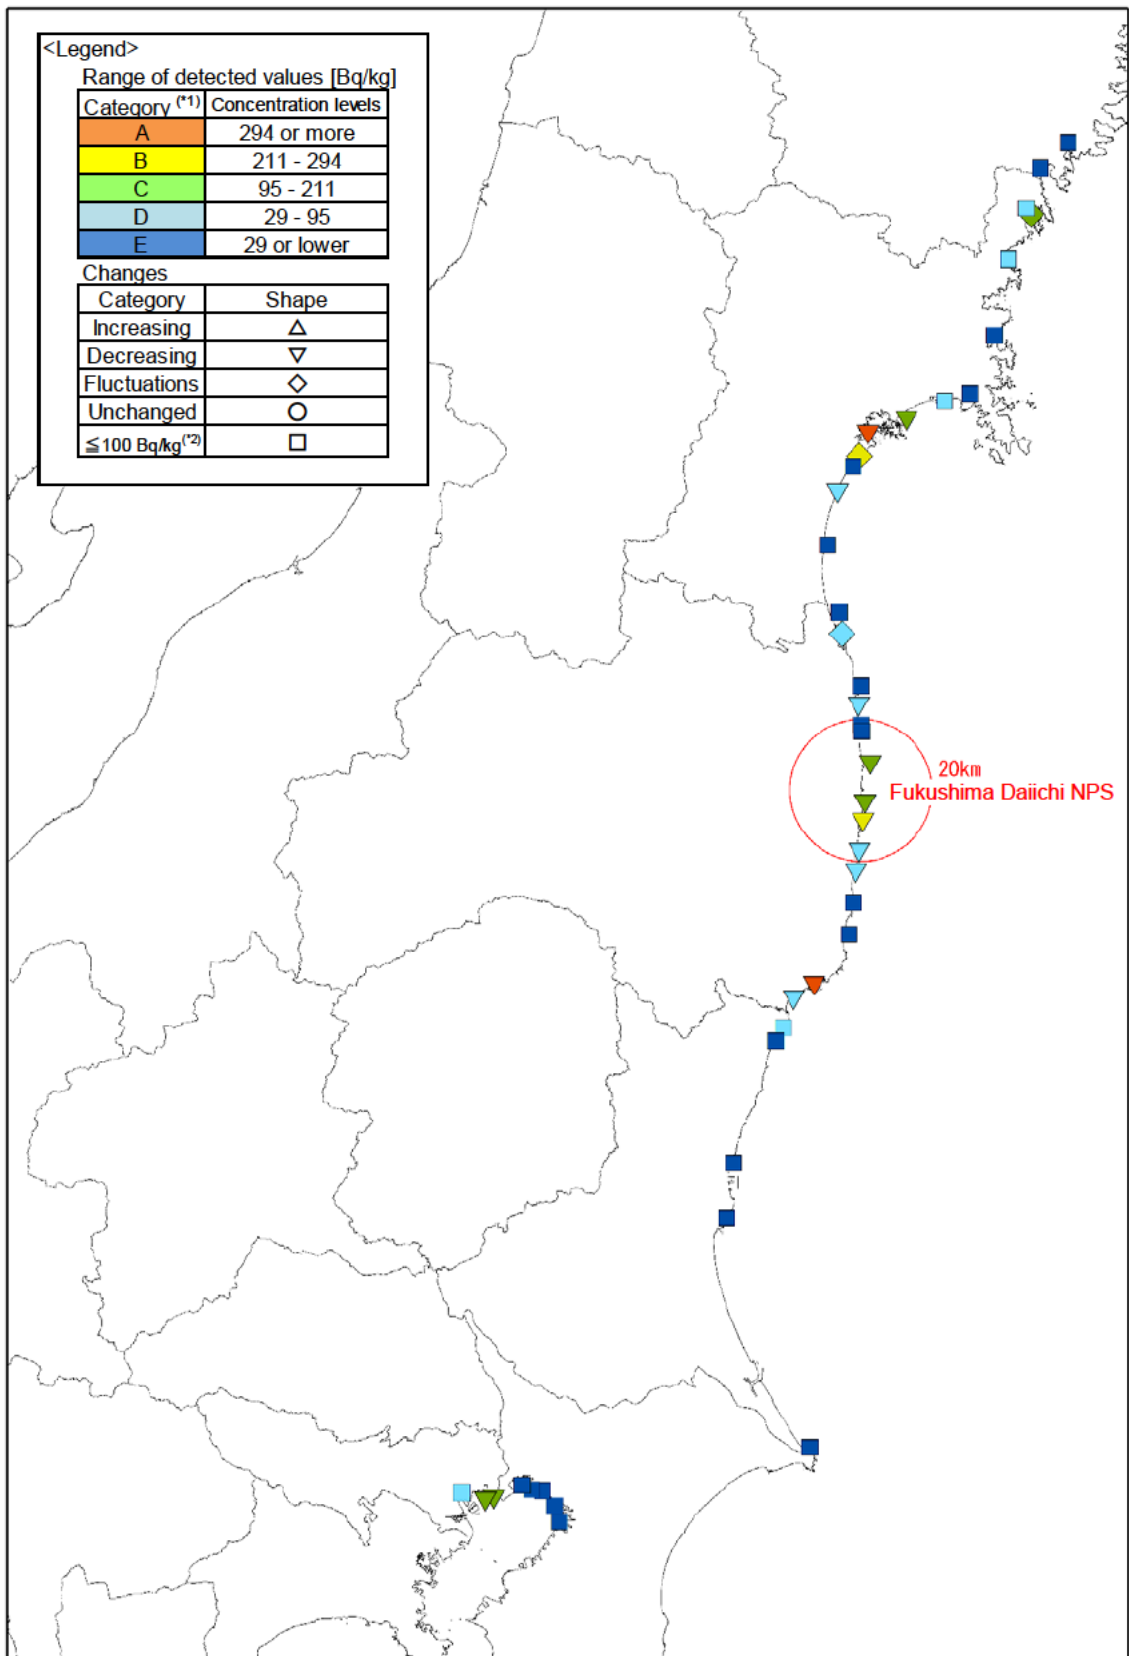 <Legend>
Range of detected values [Bq/kg]
Category (*1) Concentration levels
A 294 or more
B 211 - 294
C 95 - 211
D 29 - 95
E 29 or lower
Changes
Category Shape
Increasing △
Decreasing ▽
Fluctuations ◇
Unchanged ○
≦100 Bq/kg(*2) □
20km
Fukushima Daiichi NPS